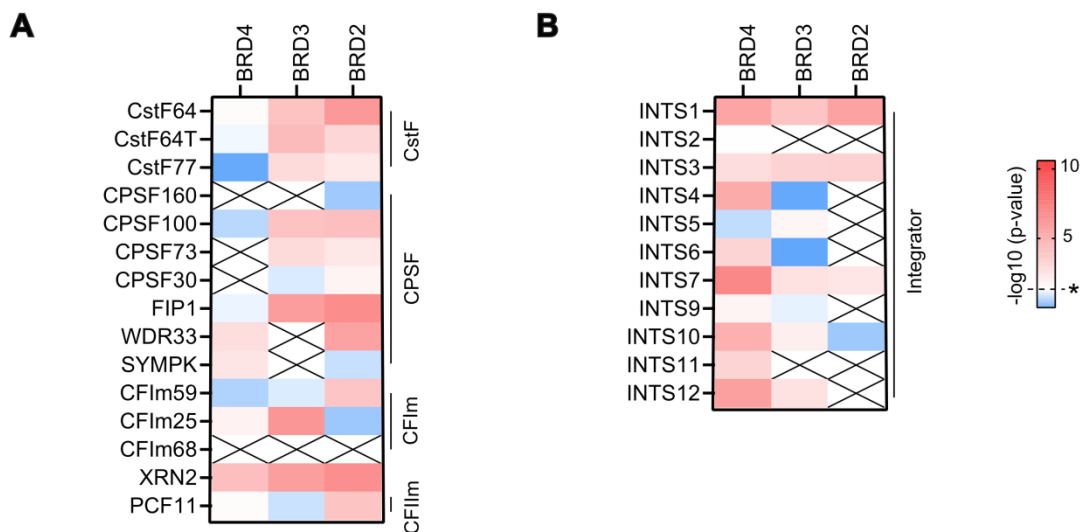 A
BRD4
BRD3
BRD2
CstF64
CstF64T
CstF77
CPSF160
CPSF100
CPSF73
CPSF30
FIP1
WDR33
SYMPK
CFIm59
CFIm25
CFIm68
XRN2
PCF11
CstF
CPSF
CFIm
CFIIm
B
BRD4
BRD3
BRD2
INTS1
INTS2
INTS3
INTS4
INTS5
INTS6
INTS7
INTS9
INTS10
INTS11
INTS12
Integrator
-log10 (p-value)
10
5
*